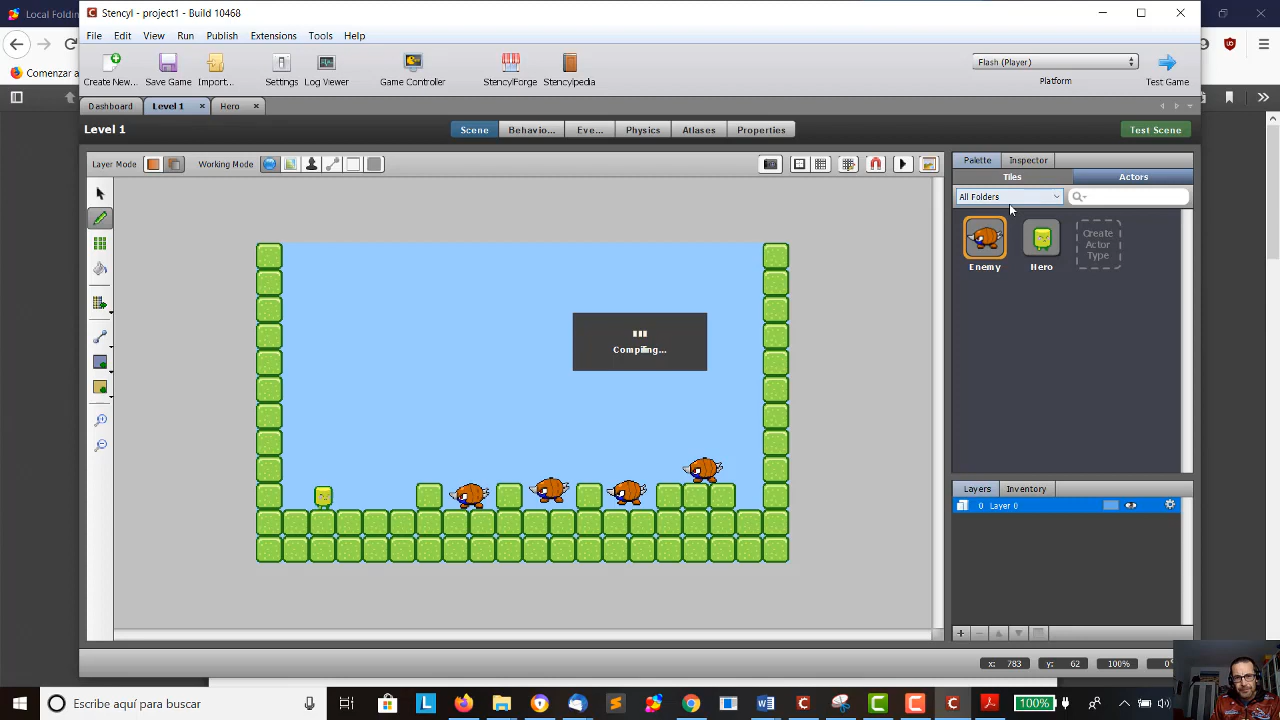 Local Foldin
Stencyl - project1 - Build 10468
File Edit View Run Publish Extensions Tools Help
Comenzar a
Create New... Save Game Import... Settings Log Viewer Game Controller StencylForge Stencylpedia
Flash (Player)
Platform
Test Game
Dashboard Level 1 Hero
Level 1
Scene Behavio... Eve... Physics Atlases Properties
Test Scene
Layer Mode Working Mode
Palette Inspector
Tiles Actors
All Folders
Create
Actor
Type
Enemy Hero
Compiling...
Layers Inventory
0 Layer 0
x: 783 y: 62 100% 0°
Escribe aquí para buscar
100%